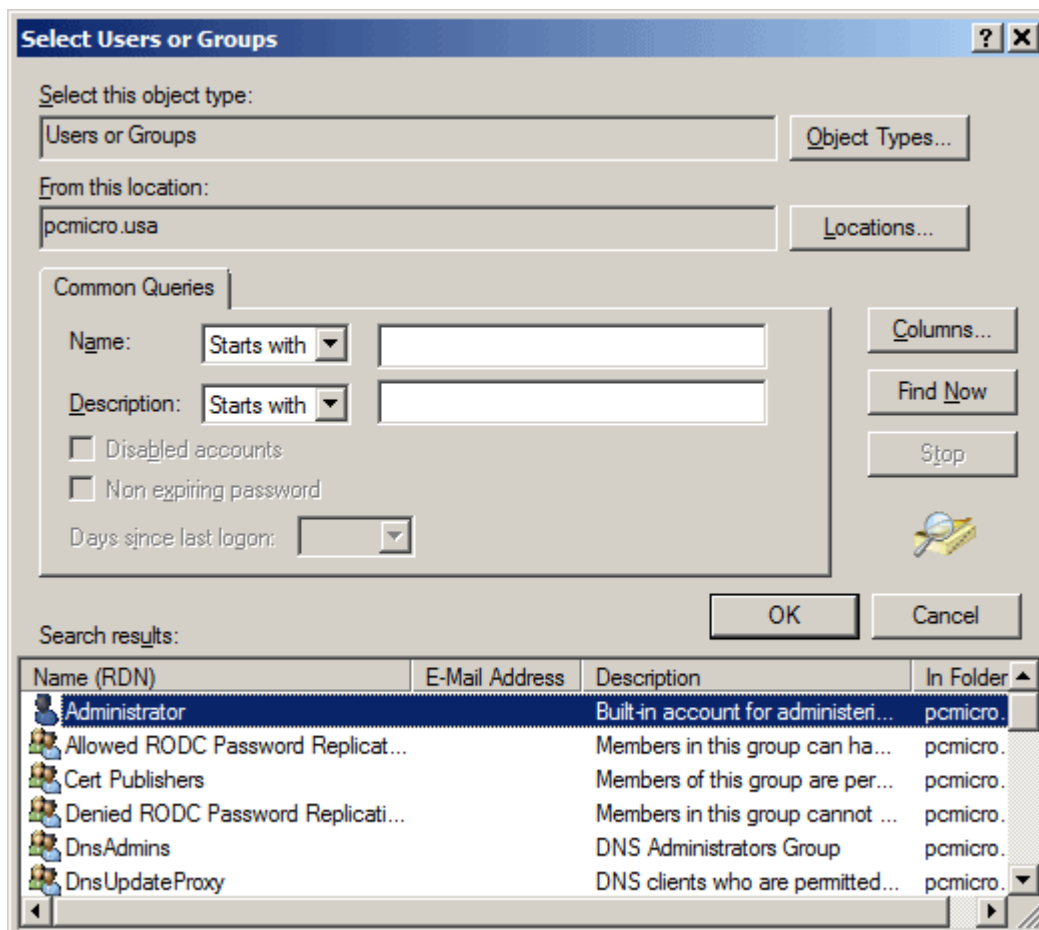 Select Users or Groups
Select this object type:
Users or Groups
Object Types...
From this location:
pcmicro.usa
Locations...
Common Queries
Name: Starts with
Columns...
Description: Starts with
Find Now
Disabled accounts
Stop
Non expiring password
Days since last logon:
OK Cancel
Search results:
Name (RDN) E-Mail Address Description In Folder
Administrator Built-in account for administeri... pcmicro.
Allowed RODC Password Replicat... Members in this group can ha... pcmicro.
Cert Publishers Members of this group are per... pcmicro.
Denied RODC Password Replicati... Members in this group cannot ... pcmicro.
DnsAdmins DNS Administrators Group pcmicro.
DnsUpdateProxy DNS clients who are permitted... pcmicro.